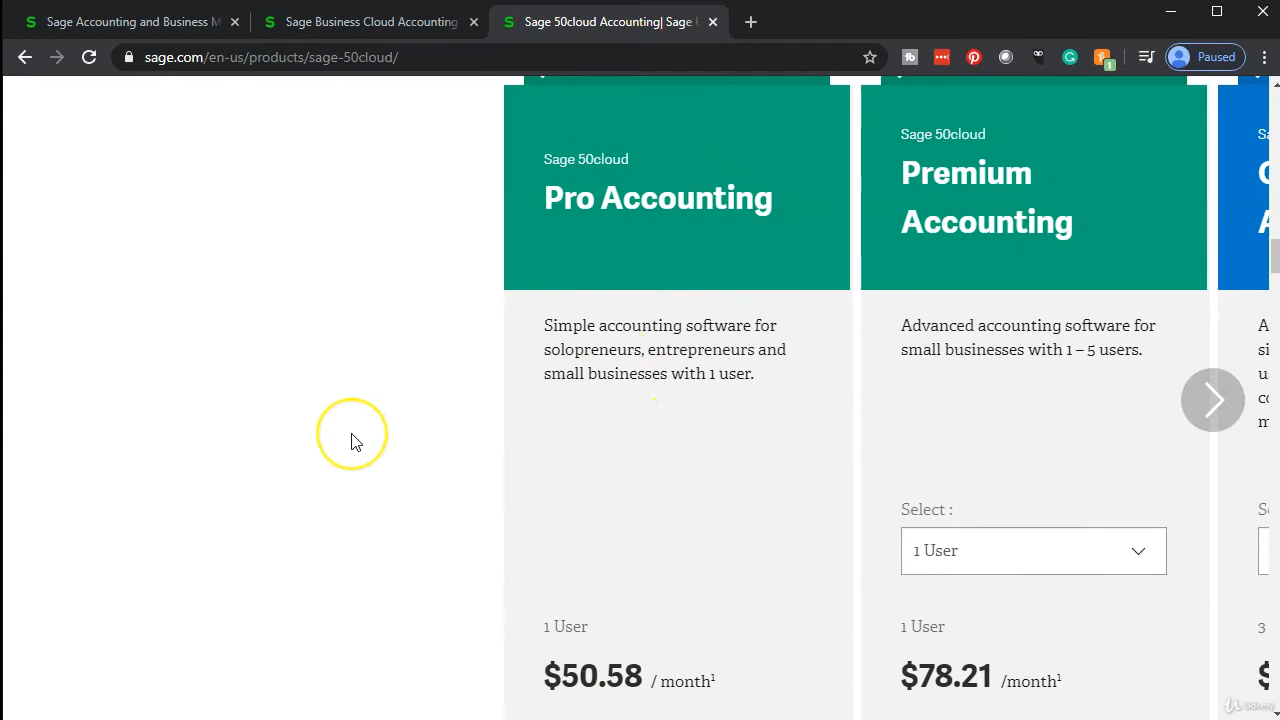 Sage Accounting and Business M
Sage Business Cloud Accounting
Sage 50cloud Accounting| Sage
sage.com/en-us/products/sage-50cloud/
Paused
Sage 50cloud
Pro Accounting
Simple accounting software for
solopreneurs, entrepreneurs and
small businesses with 1 user.
1 User
$50.58 / month¹
Sage 50cloud
Premium
Accounting
Advanced accounting software for
small businesses with 1 – 5 users.
Select :
1 User
1 User
$78.21 /month¹
3
$
Udemy